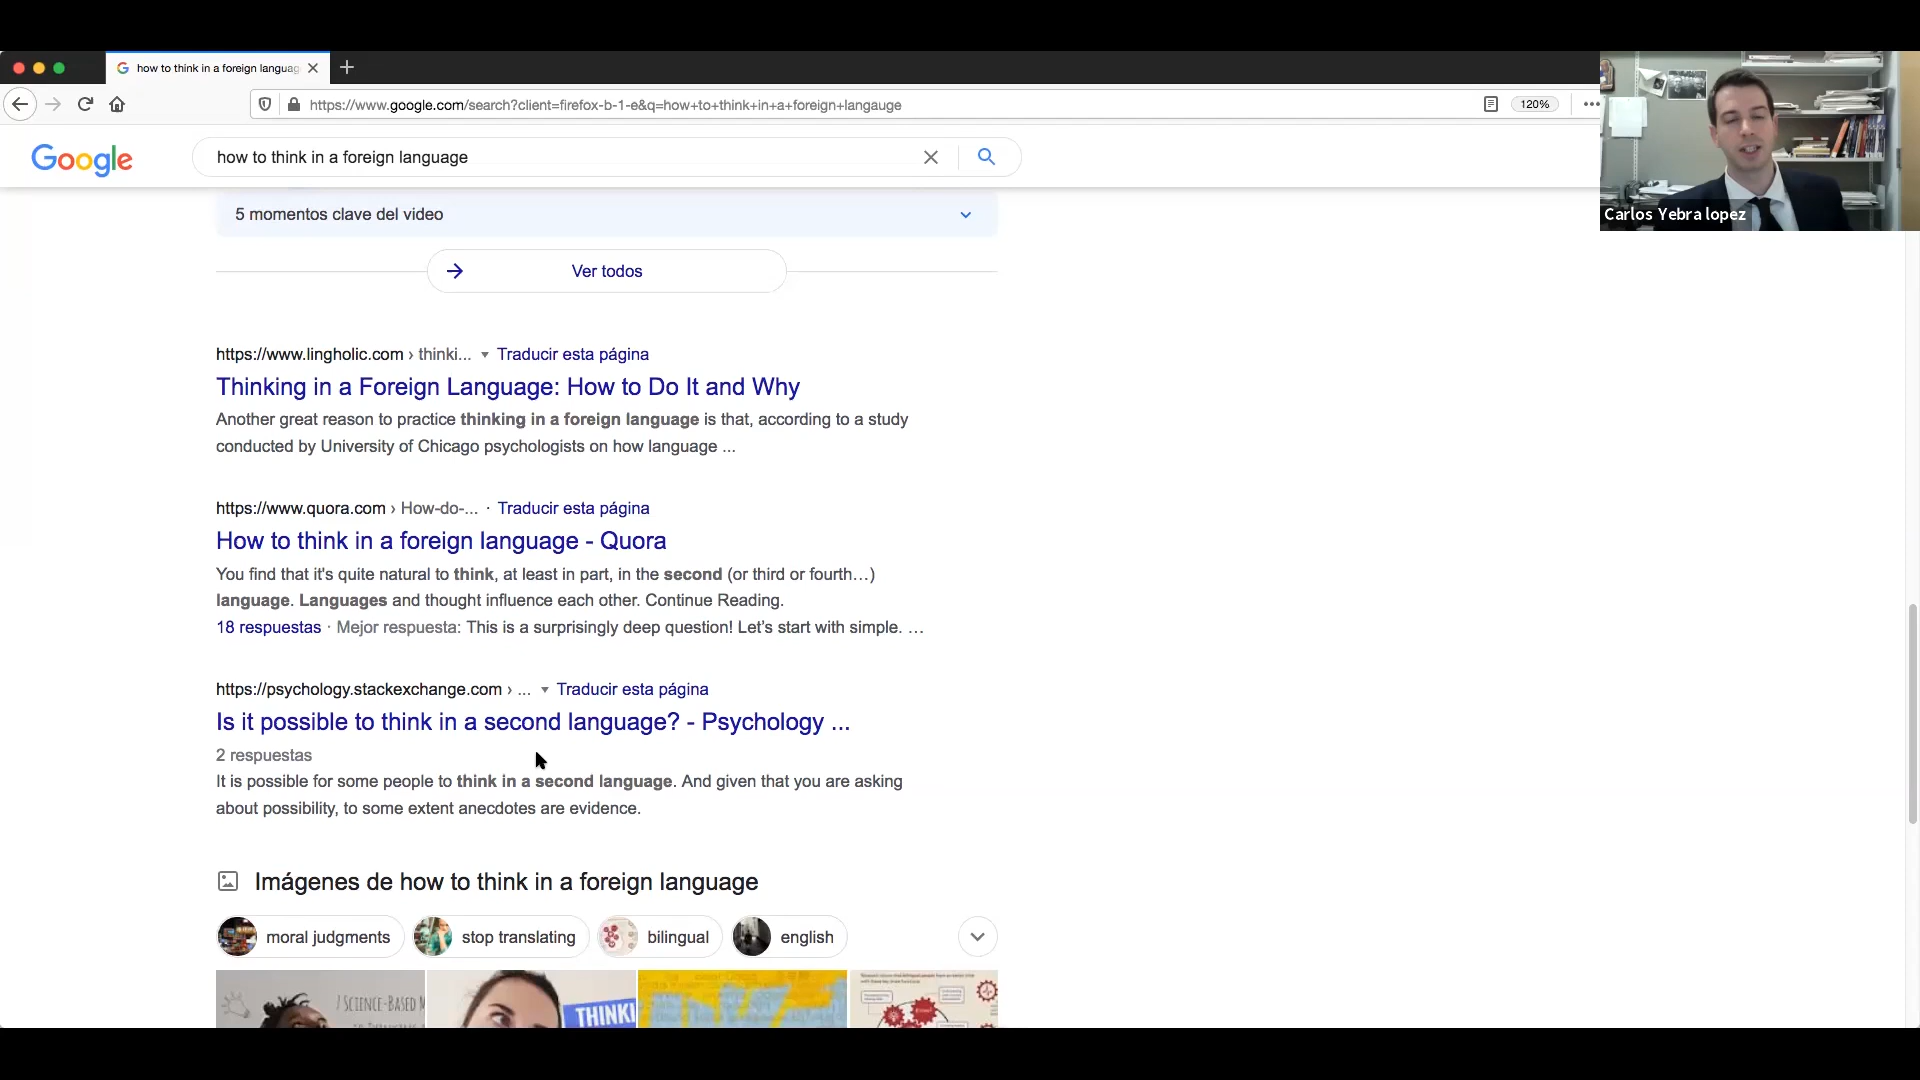 how to think in a foreign languag
https://www.google.com/search?client=firefox-b-1-e&q=how+to+think+in+a+foreign+langauge
120%
Google
how to think in a foreign language
Carlos Yebra lopez
5 momentos clave del video
Ver todos
https://www.lingholic.com › thinki... Traducir esta página
Thinking in a Foreign Language: How to Do It and Why
Another great reason to practice thinking in a foreign language is that, according to a study
conducted by University of Chicago psychologists on how language ...
https://www.quora.com › How-do-... · Traducir esta página
How to think in a foreign language - Quora
You find that it's quite natural to think, at least in part, in the second (or third or fourth…)
language. Languages and thought influence each other. Continue Reading.
18 respuestas · Mejor respuesta: This is a surprisingly deep question! Let’s start with simple. …
https://psychology.stackexchange.com › ... Traducir esta página
Is it possible to think in a second language? - Psychology ...
2 respuestas
It is possible for some people to think in a second language. And given that you are asking
about possibility, to some extent anecdotes are evidence.
Imágenes de how to think in a foreign language
moral judgments
stop translating
bilingual
english
SCIENCE-BASED
THINKI